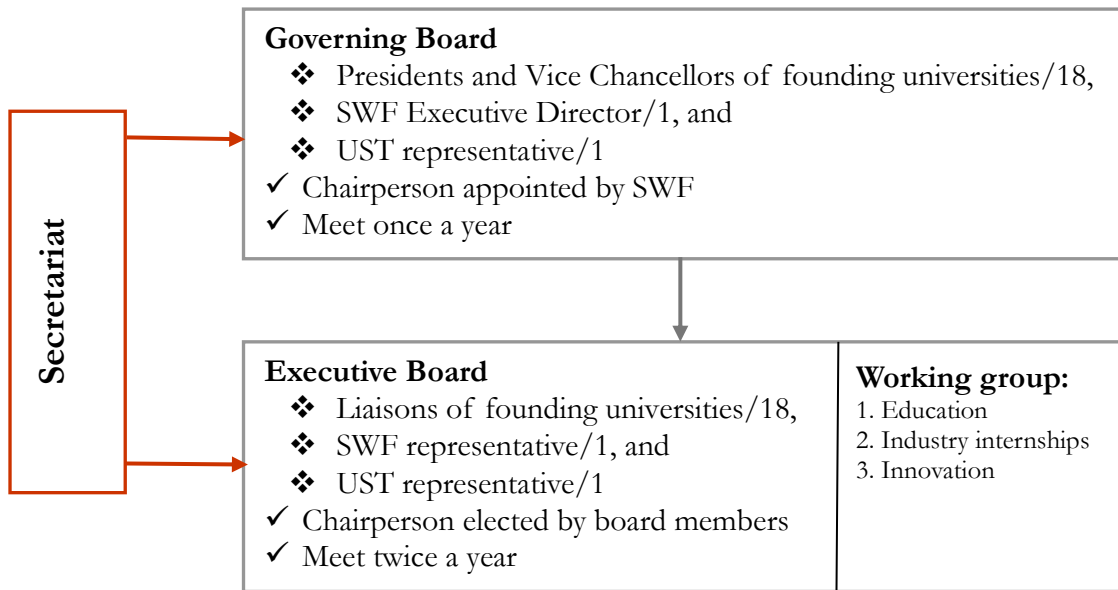 Secretariat
Governing Board
❖ Presidents and Vice Chancellors of founding universities/18,
❖ SWF Executive Director/1, and
❖ UST representative/1
✓ Chairperson appointed by SWF
✓ Meet once a year
Executive Board
❖ Liaisons of founding universities/18,
❖ SWF representative/1, and
❖ UST representative/1
✓ Chairperson elected by board members
✓ Meet twice a year
Working group:
1. Education
2. Industry internships
3. Innovation